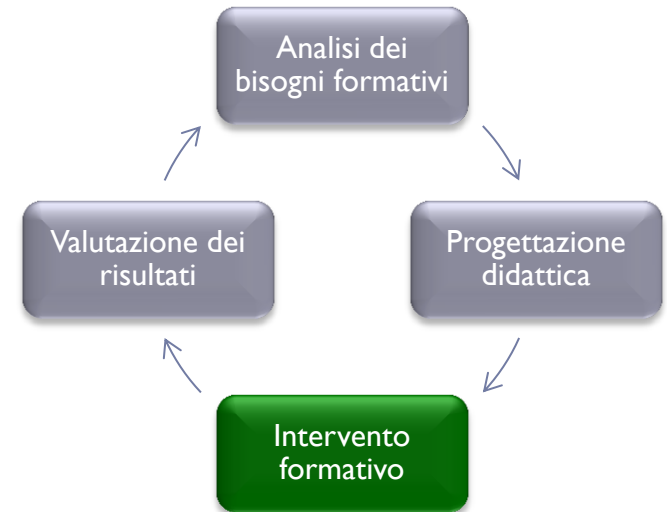 Analisi dei
bisogni formativi
Valutazione dei
risultati
Progettazione
didattica
Intervento
formativo